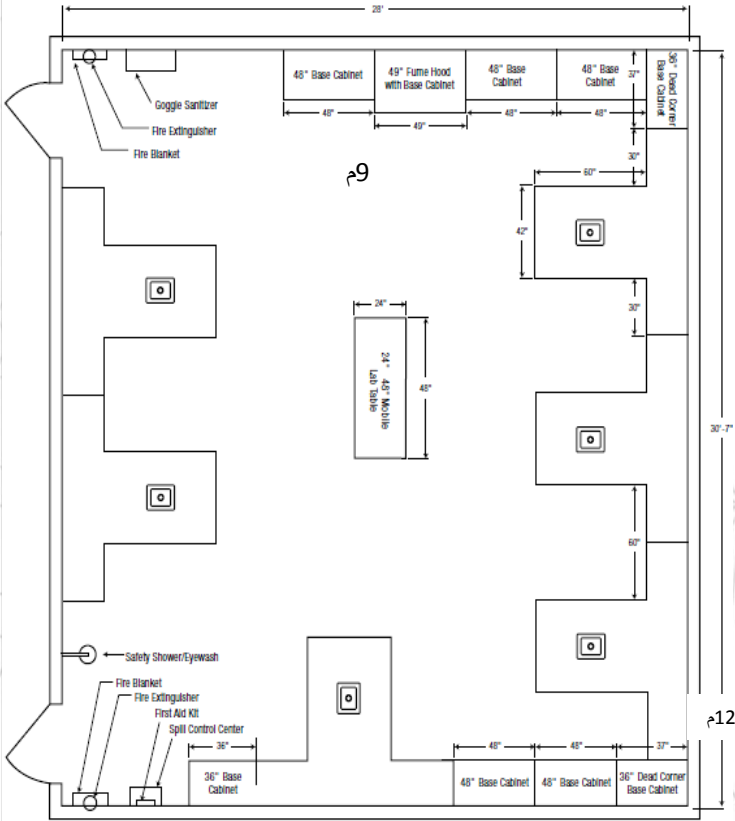 28'
48" Base Cabinet
49" Fume Hood
with Base Cabinet
48" Base
Cabinet
48" Base
Cabinet
37"
36" Dead Corner
Base Cabinet
Goggle Sanitizer
Fire Extinguisher
Fire Blanket
48"
49"
48"
48"
30"
9م
60"
42"
24"
30"
24" 48" Mobile
Lab Table
48"
30'-7"
60"
Safety Shower/Eyewash
Fire Blanket
Fire Extinguisher
First Aid Kit
Spill Control Center
12م
36"
48"
48"
37"
36" Base
Cabinet
48" Base Cabinet
48" Base Cabinet
36" Dead Corner
Base Cabinet